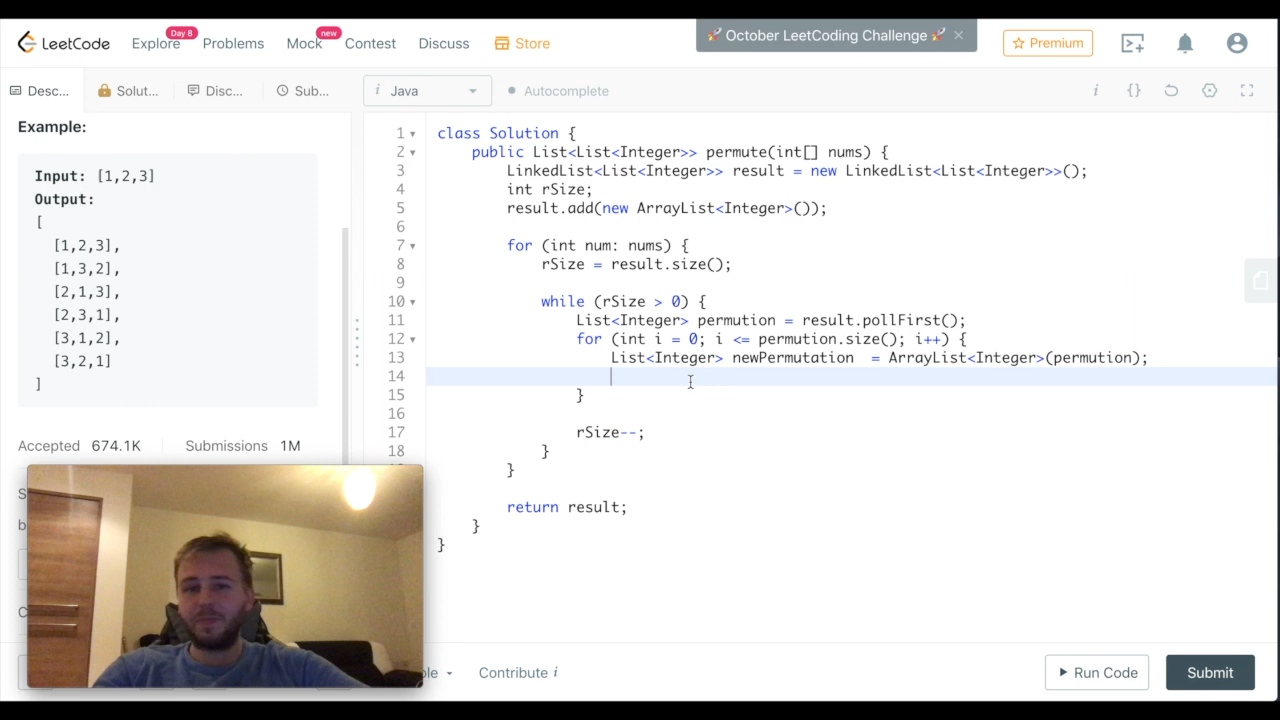 LeetCode
Explore
Day 8
Problems
Mock
new
Contest
Discuss
Store
🚀 October LeetCoding Challenge 🚀 ×
Premium
Desc...
Solut...
Disc...
Sub...
i Java
Autocomplete
i
{}
Example:
Input: [1,2,3]
Output:
[
[1,2,3],
[1,3,2],
[2,1,3],
[2,3,1],
[3,1,2],
[3,2,1]
]
Accepted 674.1K Submissions 1M
1 class Solution {
2 public List<List<Integer>> permute(int[] nums) {
3 LinkedList<List<Integer>> result = new LinkedList<List<Integer>>();
4 int rSize;
5 result.add(new ArrayList<Integer>());
6
7 for (int num: nums) {
8 rSize = result.size();
9
10 while (rSize > 0) {
11 List<Integer> permution = result.pollFirst();
12 for (int i = 0; i <= permution.size(); i++) {
13 List<Integer> newPermutation  = ArrayList<Integer>(permution);
14
15 }
16
17 rSize--;
18 }
}
return result;
}
}
Contribute i
Run Code
Submit